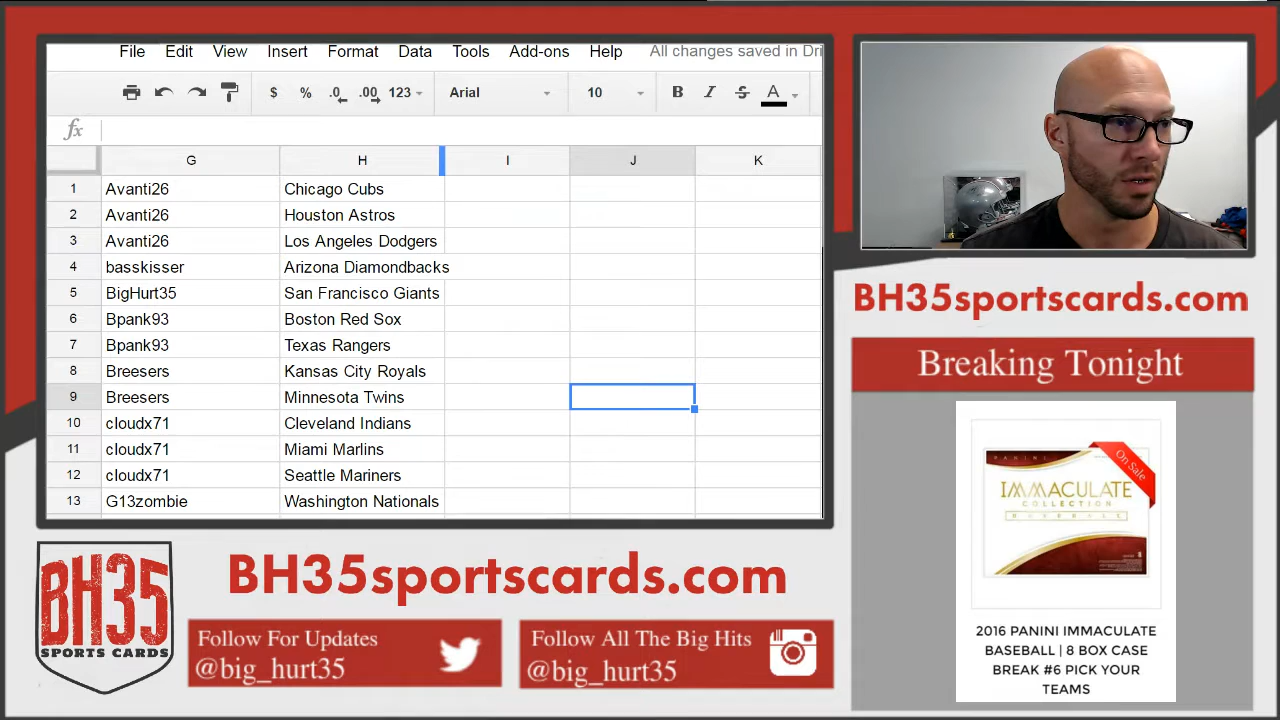 File Edit View Insert Format Data Tools Add-ons Help All changes saved in Dri
$ % .0 .00 123 Arial 10 B I S A
fx
G H I J K
1 Avanti26 Chicago Cubs
2 Avanti26 Houston Astros
3 Avanti26 Los Angeles Dodgers
4 basskisser Arizona Diamondbacks
5 BigHurt35 San Francisco Giants
6 Bpank93 Boston Red Sox
7 Bpank93 Texas Rangers
8 Breesers Kansas City Royals
9 Breesers Minnesota Twins
10 cloudx71 Cleveland Indians
11 cloudx71 Miami Marlins
12 cloudx71 Seattle Mariners
13 G13zombie Washington Nationals
BH35sportscards.com
Breaking Tonight
PANINI
On Sale
IMMACULATE
COLLECTION
BASEBALL
2016 PANINI IMMACULATE
BASEBALL | 8 BOX CASE
BREAK #6 PICK YOUR
TEAMS
BH35
SPORTS CARDS
BH35sportscards.com
Follow For Updates
@big_hurt35
Follow All The Big Hits
@big_hurt35